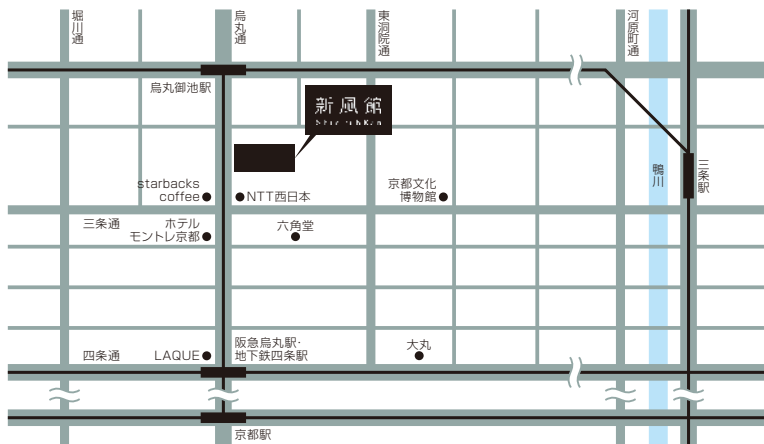 堀川通
烏丸通
東洞院通
河原町通
烏丸御池駅
新風館
三条駅
鴨川
starbacks
coffee
NTT西日本
京都文化
博物館
三条通
ホテル
モントレ京都
六角堂
四条通
LAQUE
阪急烏丸駅・
地下鉄四条駅
大丸
京都駅